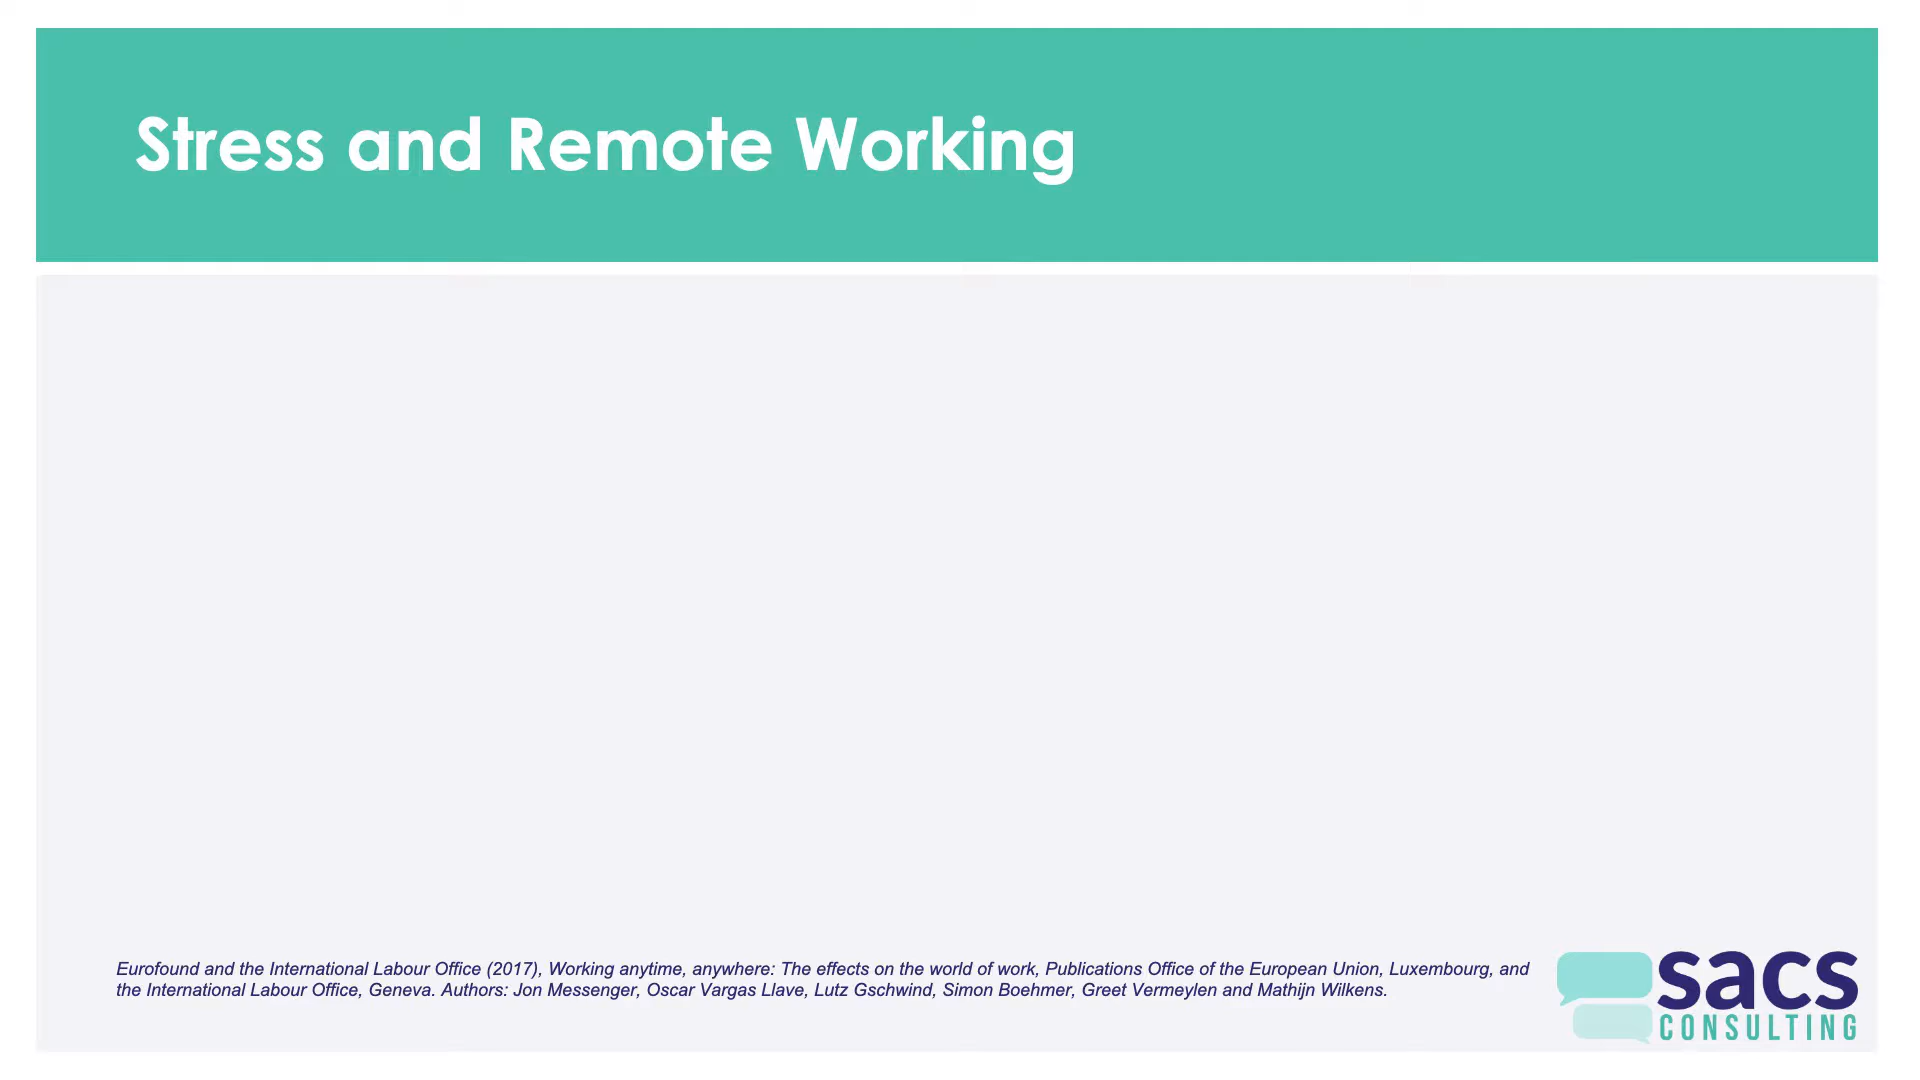 Stress and Remote Working
Eurofound and the International Labour Office (2017), Working anytime, anywhere: The effects on the world of work, Publications Office of the European Union, Luxembourg, and
the International Labour Office, Geneva. Authors: Jon Messenger, Oscar Vargas Llave, Lutz Gschwind, Simon Boehmer, Greet Vermeylen and Mathijn Wilkens.
sacs
CONSULTING